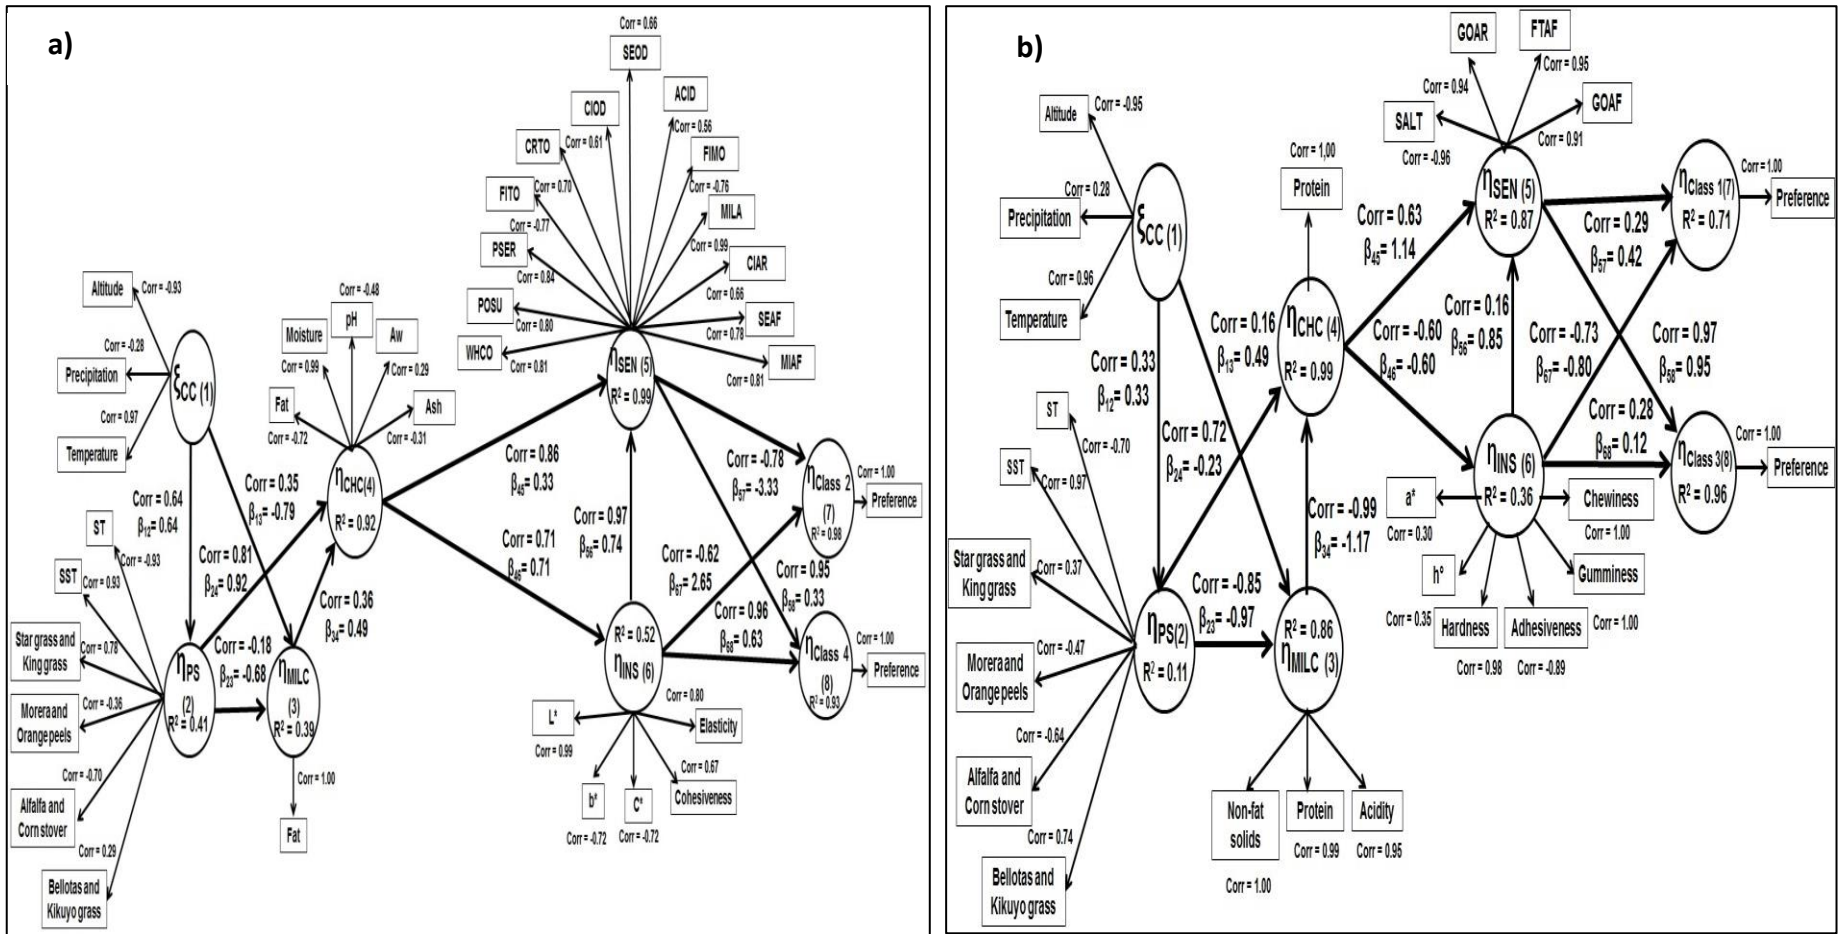 a)
Corr = 0.66
SEOD
CIOD
ACID
Corr = 0.61
Corr = 0.56
CRTO
FIMO
Corr = 0.70
Corr = -0.76
FITO
MILA
Corr = -0.77
Corr = 0.99
PSER
CIAR
Corr = 0.84
Corr = 0.66
POSU
SEAF
Corr = 0.80
Corr = 0.78
WHCO
MIAF
Corr = 0.81
Corr = 0.81
ηSEN (5)
R² = 0.99
Altitude
Corr = -0.93
Corr = -0.28
Precipitation
Corr = 0.97
Temperature
ξCC (1)
Corr = -0.48
pH
Moisture
Aw
Corr = 0.99
Corr = 0.29
Fat
Ash
Corr = -0.72
Corr = -0.31
ηCHC(4)
R² = 0.92
Corr = 0.64
β12= 0.64
Corr = 0.35
β13= -0.79
Corr = 0.81
β24= 0.92
Corr = 0.36
β34= 0.49
Corr = -0.18
β23= -0.68
Corr = 0.86
β45= 0.33
Corr = 0.71
β46= 0.71
Corr = 0.97
β56= 0.74
Corr = -0.78
β57= -3.33
Corr = -0.62
β67= 2.65
Corr = 0.95
β58= 0.33
Corr = 0.96
β68= 0.63
ηClass 2
(7)
R² = 0.98
Corr = 1.00
Preference
ηClass 4
(8)
R² = 0.93
Corr = 1.00
Preference
ST
Corr = -0.93
SST
Corr = 0.93
Star grass and
King grass
Corr = 0.78
Morera and
Orange peels
Corr = -0.36
Corr = -0.70
Alfalfa and
Corn stover
Corr = 0.29
Bellotas and
Kikuyo grass
ηPS
(2)
R² = 0.41
ηMILC
(3)
R² = 0.39
Corr = 1.00
Fat
R² = 0.52
ηINS (6)
L*
Corr = 0.99
b*
Corr = -0.72
C*
Corr = -0.72
Corr = 0.80
Elasticity
Corr = 0.67
Cohesiveness
b)
Altitude
Corr = -0.95
Corr = 0.28
Precipitation
Corr = 0.96
Temperature
ξCC (1)
Corr = 1,00
Protein
ηCHC (4)
R² = 0.99
GOAR
FTAF
Corr = 0.94
Corr = 0.95
SALT
GOAF
Corr = -0.96
Corr = 0.91
ηSEN (5)
R² = 0.87
ηClass 1(7)
R² = 0.71
Corr = 1.00
Preference
Corr = 0.63
β45= 1.14
Corr = 0.29
β57= 0.42
Corr = 0.16
β13= 0.49
Corr = -0.60
β46= -0.60
Corr = 0.16
β56= 0.85
Corr = -0.73
β67= -0.80
Corr = 0.97
β58= 0.95
Corr = 0.33
β12= 0.33
Corr = 0.72
β24= -0.23
Corr = 0.28
β68= 0.12
Corr = -0.99
β34= -1.17
Corr = -0.85
β23= -0.97
ηClass 3(8)
R² = 0.96
Corr = 1.00
Preference
ηINS (6)
R² = 0.36
a*
Corr = 0.30
Chewiness
Corr = 1.00
h°
Corr = 0.35
Gumminess
Corr = 1.00
Hardness
Corr = 0.98
Adhesiveness
Corr = -0.89
ST
Corr = -0.70
SST
Corr = 0.97
Star grass and
King grass
Corr = 0.37
Corr = -0.47
Morera and
Orange peels
Corr = -0.64
Alfalfa and
Corn stover
Corr = 0.74
Bellotas and
Kikuyo grass
ηPS(2)
R² = 0.11
R² = 0.86
ηMILC (3)
Non-fat
solids
Corr = 1.00
Protein
Corr = 0.99
Acidity
Corr = 0.95